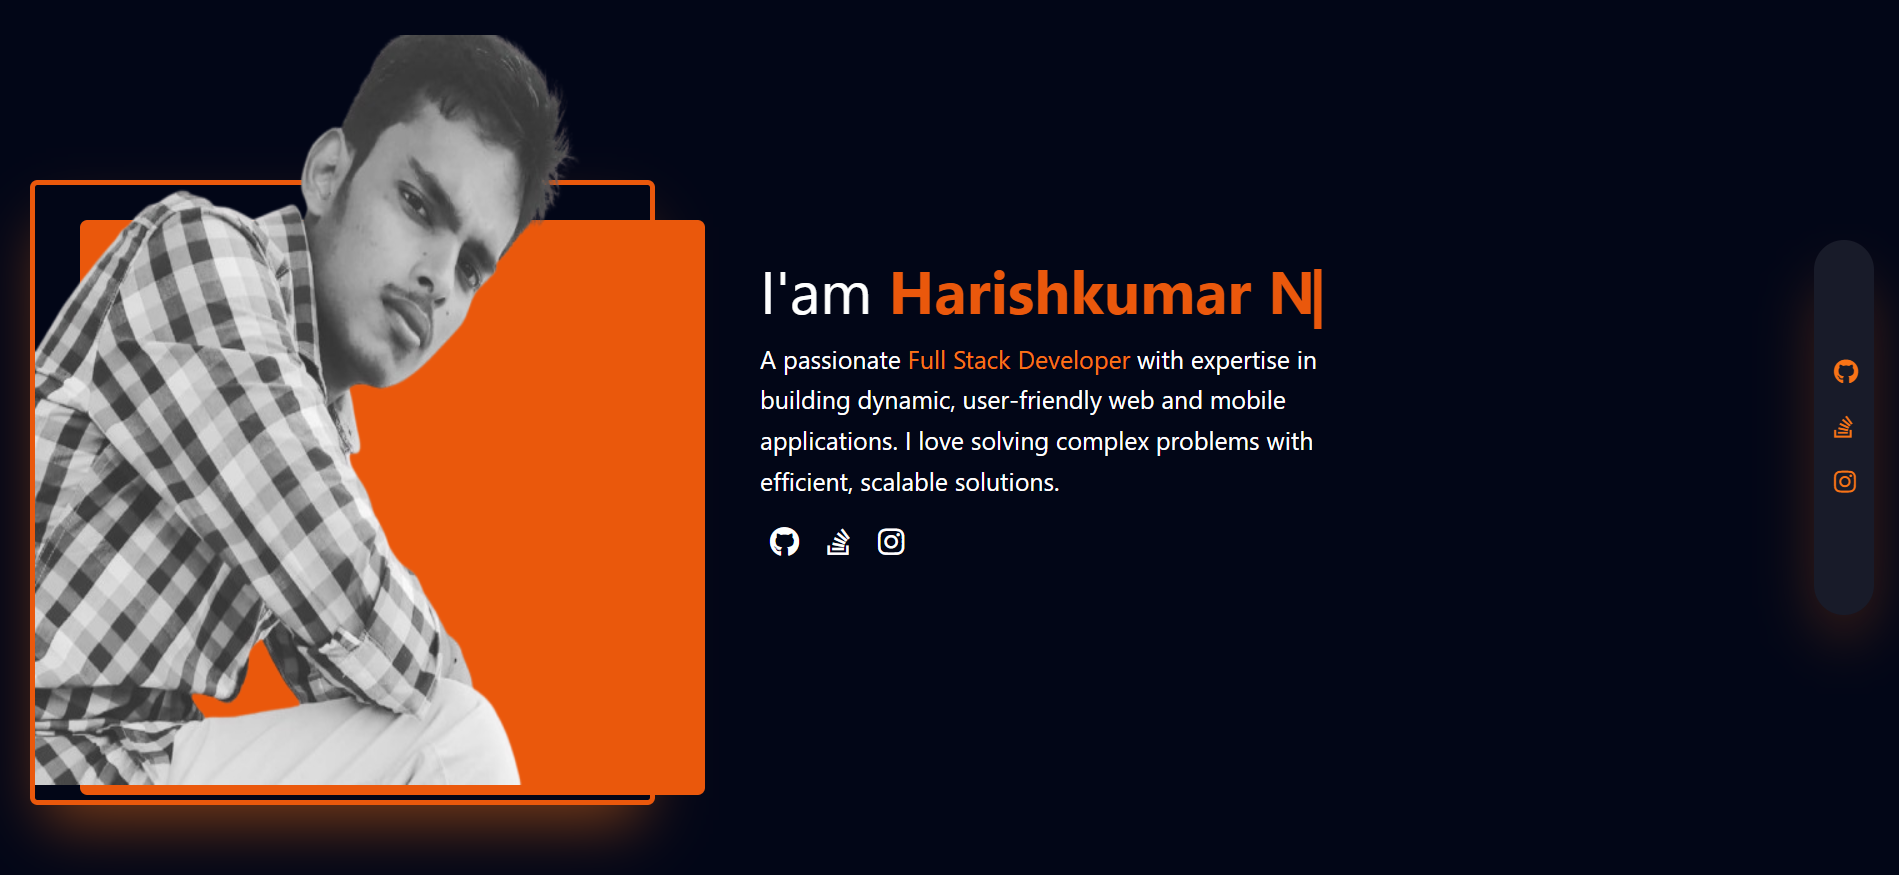 I'am Harishkumar N|
A passionate Full Stack Developer with expertise in
building dynamic, user-friendly web and mobile
applications. I love solving complex problems with
efficient, scalable solutions.